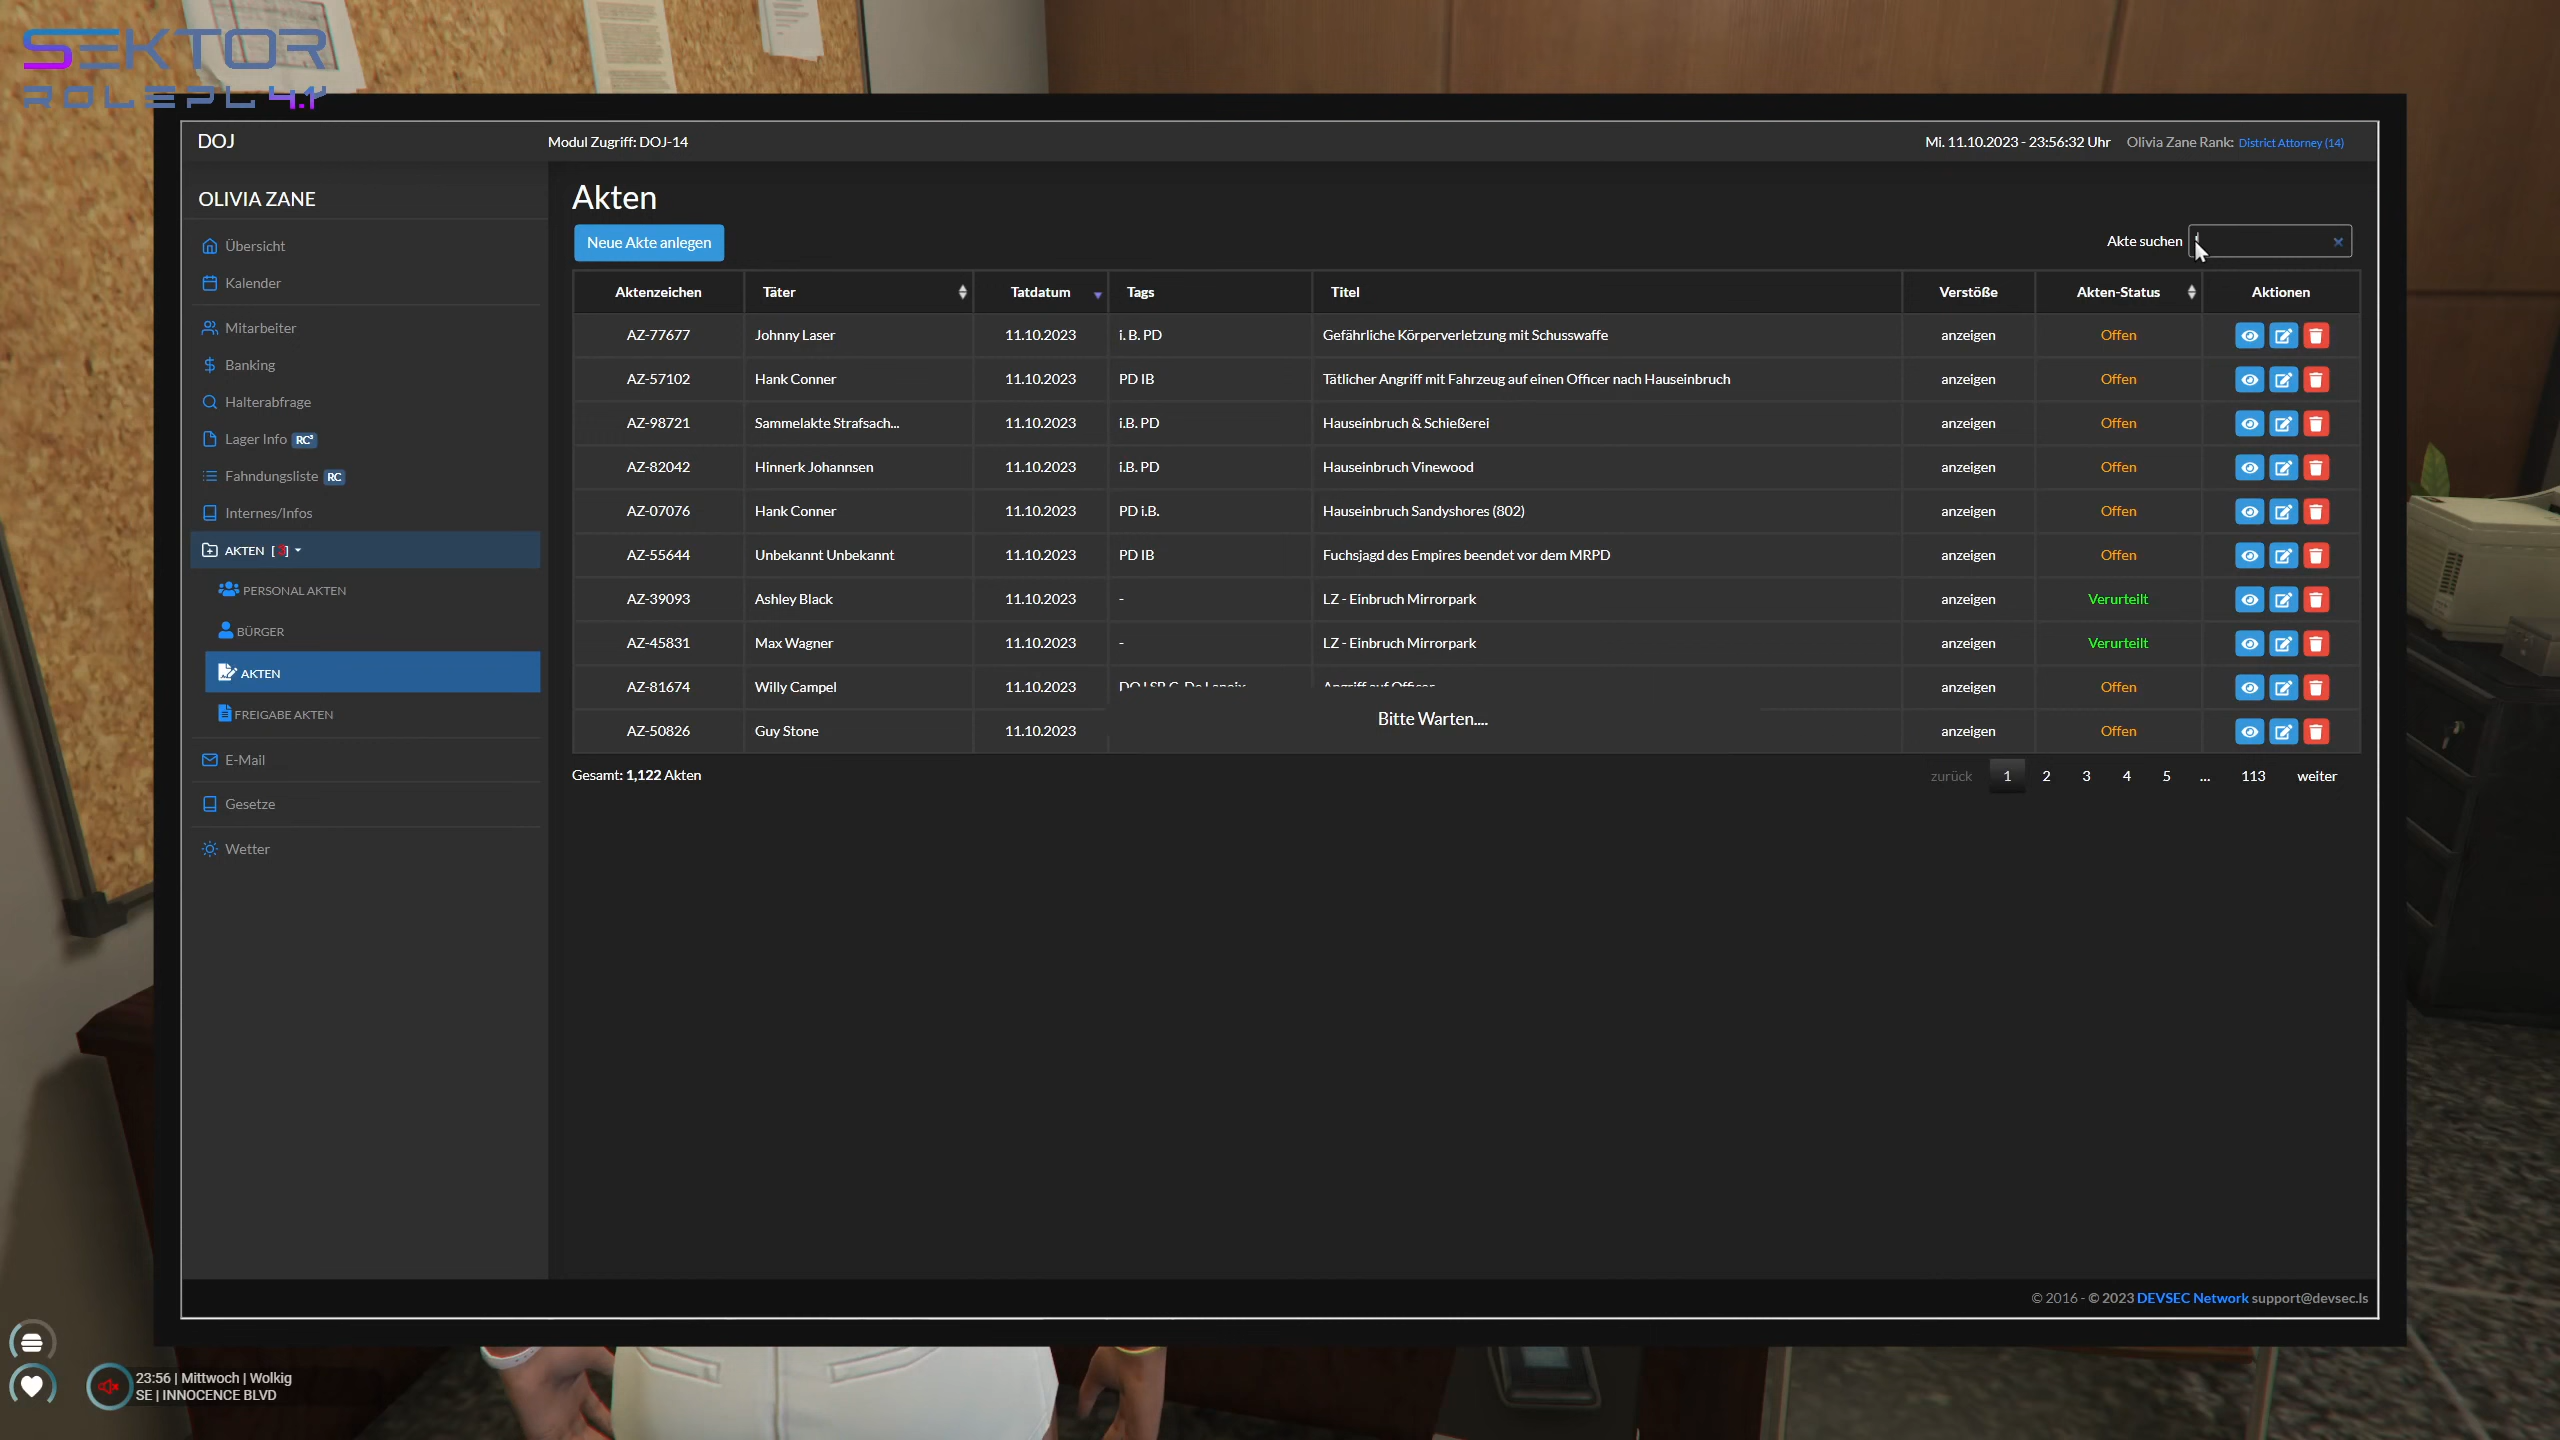 SEKTOR
ROLEPL4.Y
DOJ
Modul Zugriff: DOJ-14
Mi. 11.10.2023 - 23:56:32 Uhr
Olivia Zane Rank: District Attorney (14)
OLIVIA ZANE
Übersicht
Kalender
Mitarbeiter
Banking
Halterabfrage
Lager Info RC³
Fahndungsliste RC
Internes/Infos
AKTEN [3]
PERSONAL AKTEN
BÜRGER
AKTEN
FREIGABE AKTEN
E-Mail
Gesetze
Wetter
Akten
Neue Akte anlegen
Akte suchen
Aktenzeichen Täter Tatdatum Tags Titel Verstöße Akten-Status Aktionen
AZ-77677 Johnny Laser 11.10.2023 i. B. PD Gefährliche Körperverletzung mit Schusswaffe anzeigen Offen
AZ-57102 Hank Conner 11.10.2023 PD IB Tätlicher Angriff mit Fahrzeug auf einen Officer nach Hauseinbruch anzeigen Offen
AZ-98721 Sammelakte Strafsach... 11.10.2023 i.B. PD Hauseinbruch & Schießerei anzeigen Offen
AZ-82042 Hinnerk Johannsen 11.10.2023 i.B. PD Hauseinbruch Vinewood anzeigen Offen
AZ-07076 Hank Conner 11.10.2023 PD i.B. Hauseinbruch Sandyshores (802) anzeigen Offen
AZ-55644 Unbekannt Unbekannt 11.10.2023 PD IB Fuchsjagd des Empires beendet vor dem MRPD anzeigen Offen
AZ-39093 Ashley Black 11.10.2023 - LZ - Einbruch Mirrorpark anzeigen Verurteilt
AZ-45831 Max Wagner 11.10.2023 - LZ - Einbruch Mirrorpark anzeigen Verurteilt
AZ-81674 Willy Campel 11.10.2023 Angriff auf Officer anzeigen Offen
Bitte Warten....
AZ-50826 Guy Stone 11.10.2023 anzeigen Offen
Gesamt: 1,122 Akten
zurück 1 2 3 4 5 ... 113 weiter
© 2016 - © 2023 DEVSEC Network support@devsec.ls
23:56 | Mittwoch | Wolkig
SE | INNOCENCE BLVD